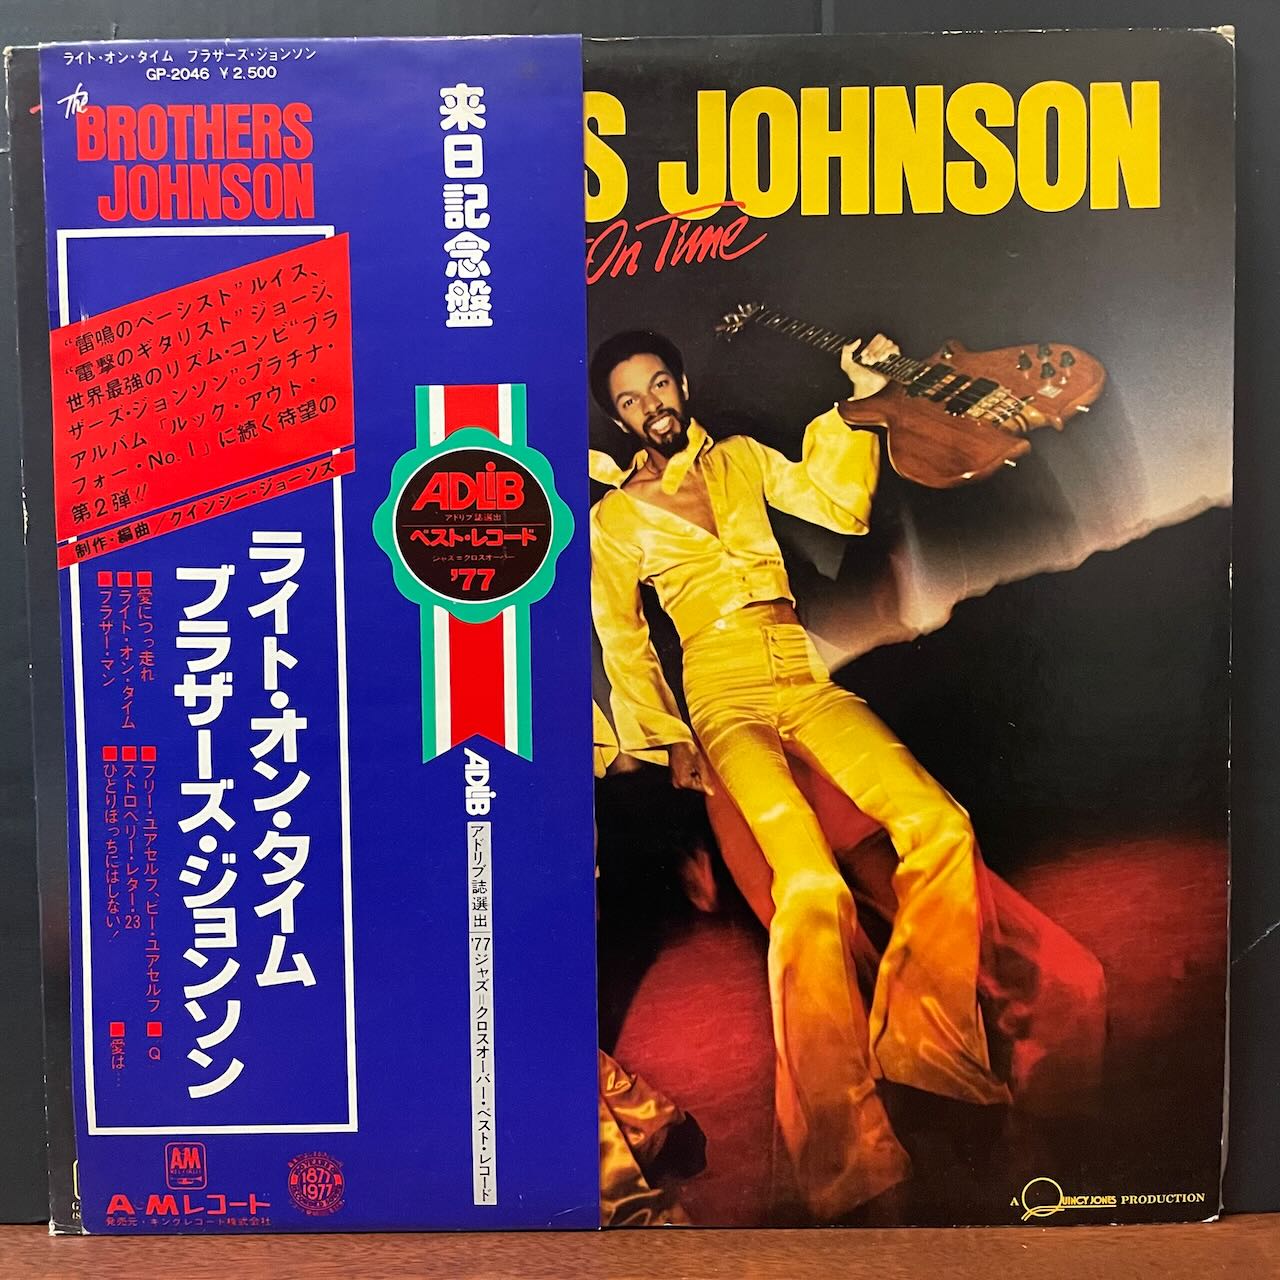 ライト・オン・タイム ブラザーズ・ジョンソン
GP-2046 ¥2,500
The
BROTHERS
JOHNSON
"雷鳴のベーシスト"ルイス、
"電撃のギタリスト"ジョージ、
世界最強のリズム・コンビ"ブラ
ザーズ・ジョンソン"。プラチナ・
アルバム「ルック・アウト・
フォー・No.1」に続く待望の
第2弾!!
制作・編曲/クインシー・ジョーンズ
ライト・オン・タイム
ブラザーズ・ジョンソン
■愛につっ走れ
■ライト・オン・タイム
■ブラザー・マン
■フリー・ユアセルフ、ビー・ユアセルフ
■ストロベリー・レター・23
■ひとりぼっちにはしない!
■Q
■愛は…
A&M
A&Mレコード
発売元・キングレコード株式会社
1877
1977
来日記念盤
ADLiB
アドリブ誌選出
ベスト・レコード
ジャズ=クロスオーバー
'77
ADLiB
アドリブ誌選出 '77ジャズ=クロスオーバー・ベスト・レコード
S JOHNSON
On Time
A QUINCY JONES PRODUCTION